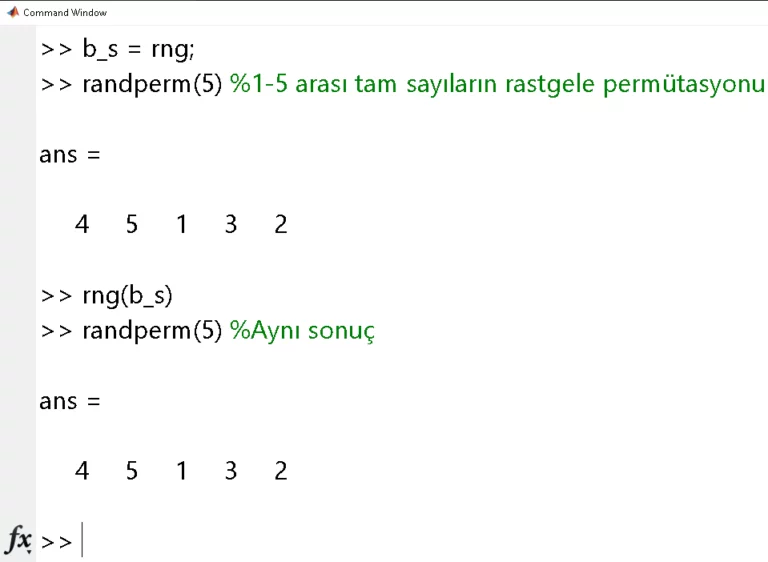 Command Window
>> b_s = rng;
>> randperm(5) %1-5 arası tam sayıların rastgele permütasyonu
ans =
4 5 1 3 2
>> rng(b_s)
>> randperm(5) %Aynı sonuç
ans =
4 5 1 3 2
fx >>